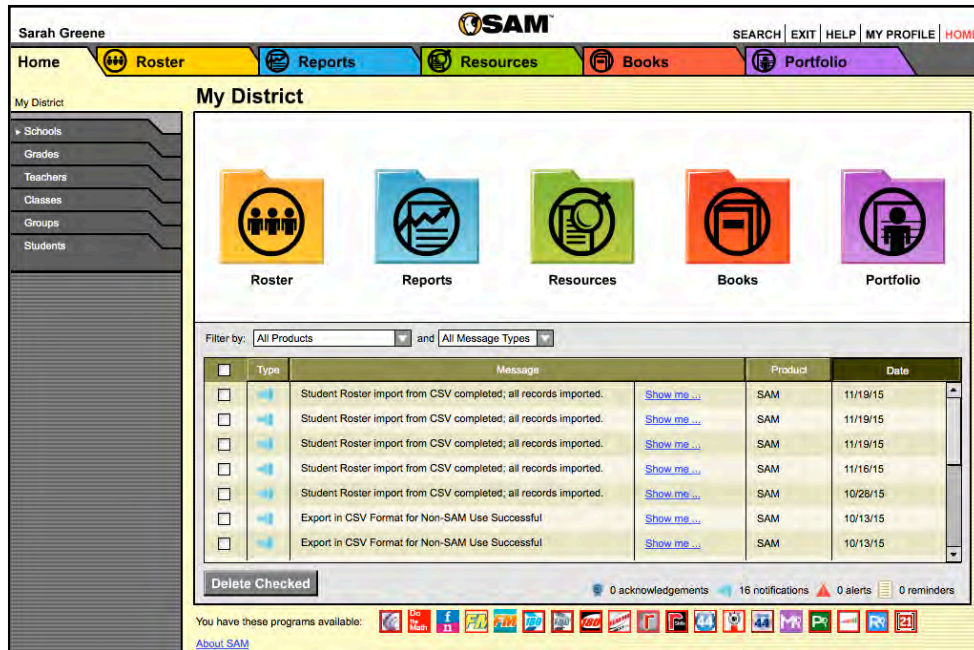 SAM™
Sarah Greene
SEARCH EXIT HELP MY PROFILE HOME
Home Roster Reports Resources Books Portfolio
My District
My District
Schools
Grades
Teachers
Classes
Groups
Students
Roster Reports Resources Books Portfolio
Filter by: All Products and All Message Types
Type Message Product Date
Student Roster import from CSV completed; all records imported. Show me ... SAM 11/19/15
Student Roster import from CSV completed; all records imported. Show me ... SAM 11/19/15
Student Roster import from CSV completed; all records imported. Show me ... SAM 11/19/15
Student Roster import from CSV completed; all records imported. Show me ... SAM 11/16/15
Student Roster import from CSV completed; all records imported. Show me ... SAM 10/28/15
Export in CSV Format for Non-SAM Use Successful Show me ... SAM 10/13/15
Export in CSV Format for Non-SAM Use Successful Show me ... SAM 10/13/15
Delete Checked
0 acknowledgements 16 notifications 0 alerts 0 reminders
You have these programs available:
About SAM